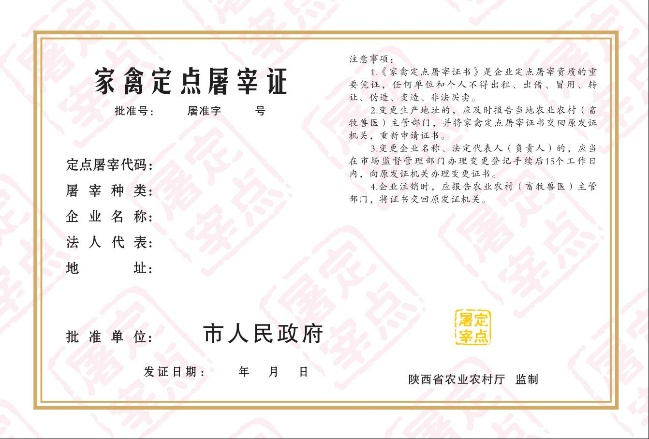 家禽定点屠宰证
批准号： 屠准字 号
定点屠宰代码：
屠宰种类：
企业名称：
法人代表：
地址：
批准单位： 市人民政府
发证日期： 年 月 日
注意事项：
1.《家禽定点屠宰证书》是企业定点屠宰资质的重
要凭证，任何单位和个人不得出租、出借、冒用、转
让、伪造、变造、非法买卖。
2.变更生产地址的，应及时报告当地农业农村（畜
牧兽医）主管部门，并将家禽定点屠宰证书交回原发证
机关，重新申请证书。
3.变更企业名称、法定代表人（负责人）的，应当
在市场监督管理部门办理变更登记手续后15个工作日
内，向原发证机关办理变更证书。
4.企业注销时，应报告农业农村（畜牧兽医）主管
部门，将证书交回原发证机关。
定点屠宰
陕西省农业农村厅 监制